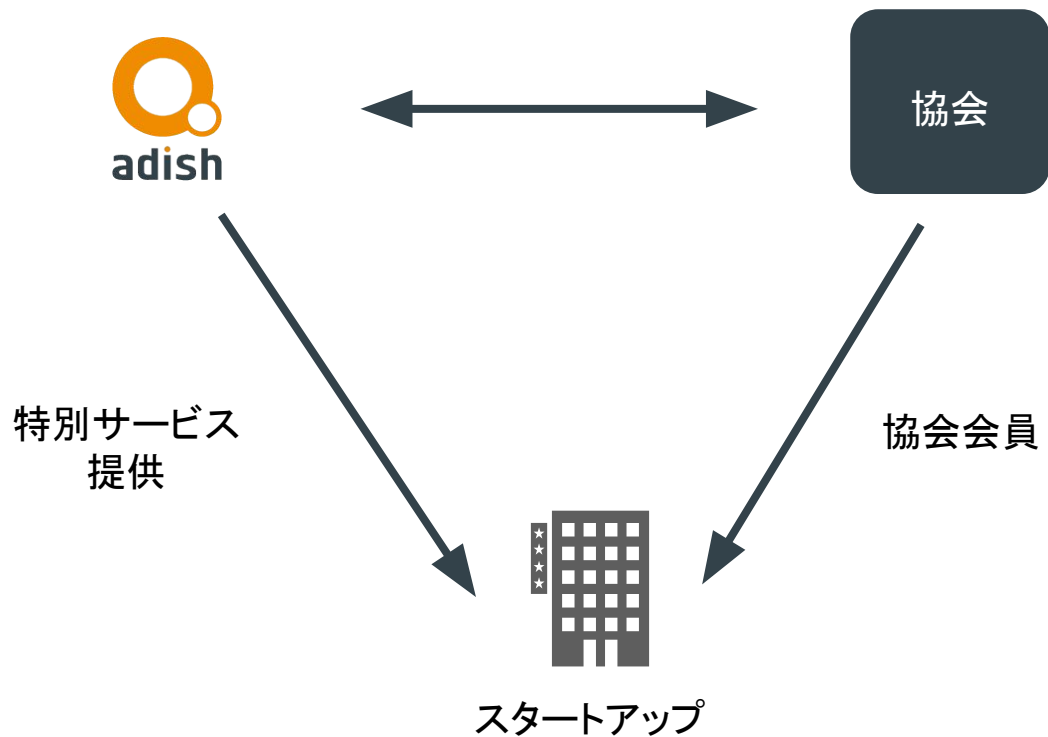 adish
協会
特別サービス
提供
協会会員
スタートアップ